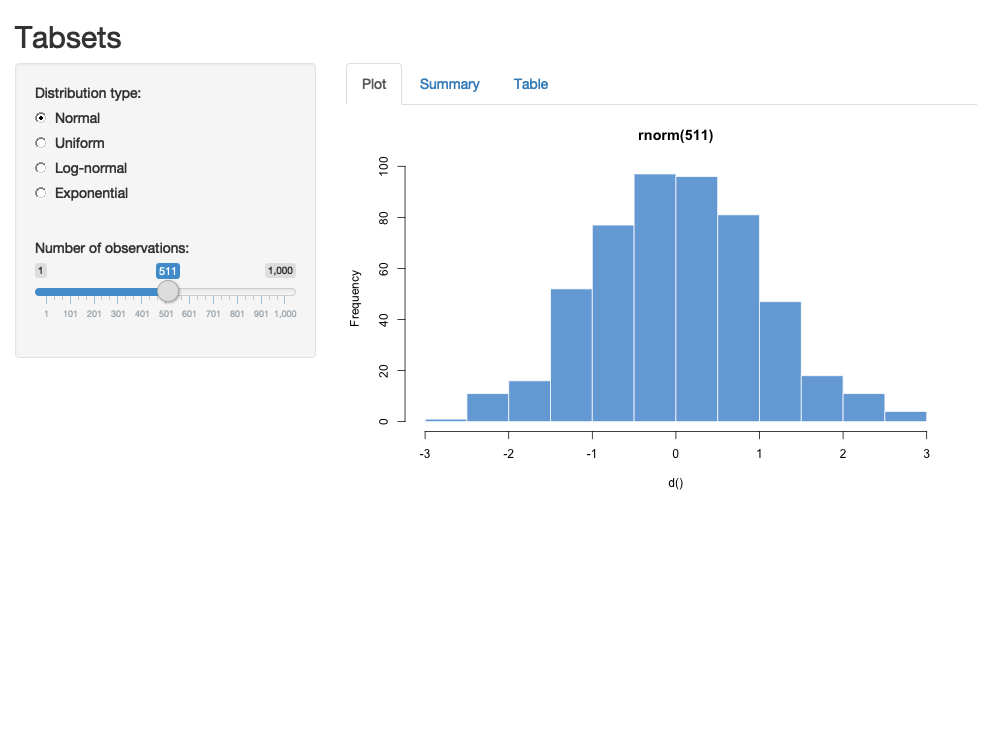 Tabsets
Distribution type:
Normal
Uniform
Log-normal
Exponential
Number of observations:
1 511 1,000
1 101 201 301 401 501 601 701 801 901 1,000
Plot Summary Table
rnorm(511)
Frequency
100
80
60
40
20
0
-3 -2 -1 0 1 2 3
d()